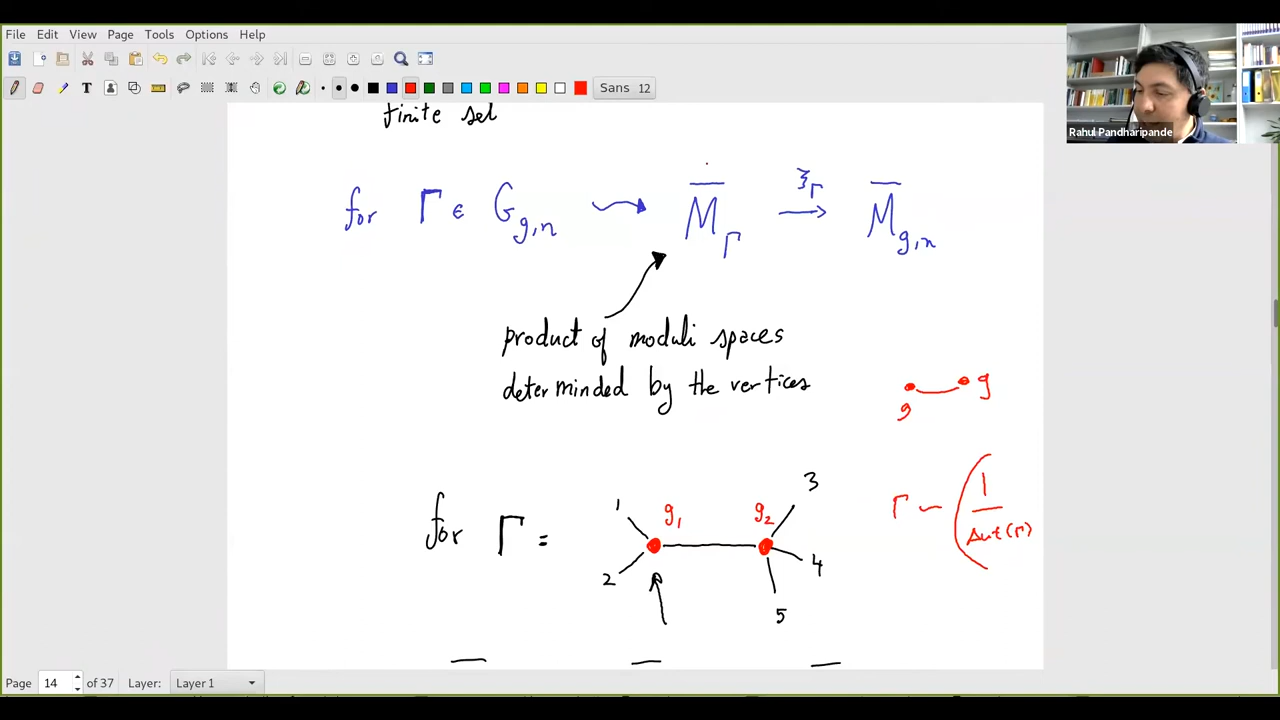 File Edit View Page Tools Options Help
Sans 12
Rahul Pandharipande
finite set
for Γ ∈ G_{g,n} ⇝ M̅_Γ →^{ξ_Γ} M̅_{g,n}
product of moduli spaces
determinded by the vertices
g g
for Γ =
1 2 g_1 g_2 3 4 5
Γ ~ ( 1 / Aut(Γ)
Page 14 of 37 Layer: Layer 1